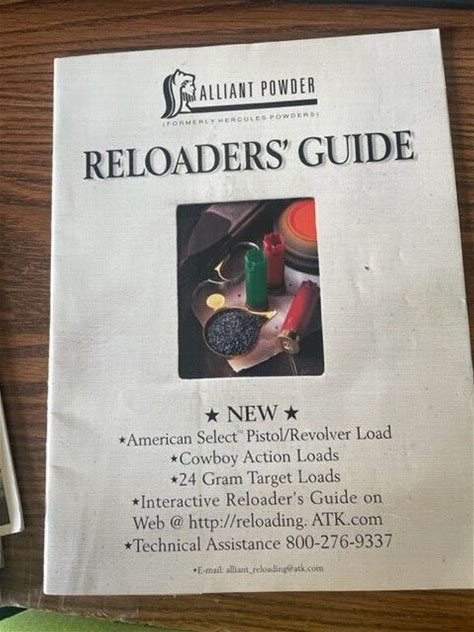 ALLIANT POWDER
(FORMERLY HERCULES POWDERS)
RELOADERS' GUIDE
★ NEW ★
★American Select™ Pistol/Revolver Load
★Cowboy Action Loads
★24 Gram Target Loads
★Interactive Reloader's Guide on
Web @ http://reloading. ATK.com
★Technical Assistance 800-276-9337
★E-mail: alliant_reloading@atk.com